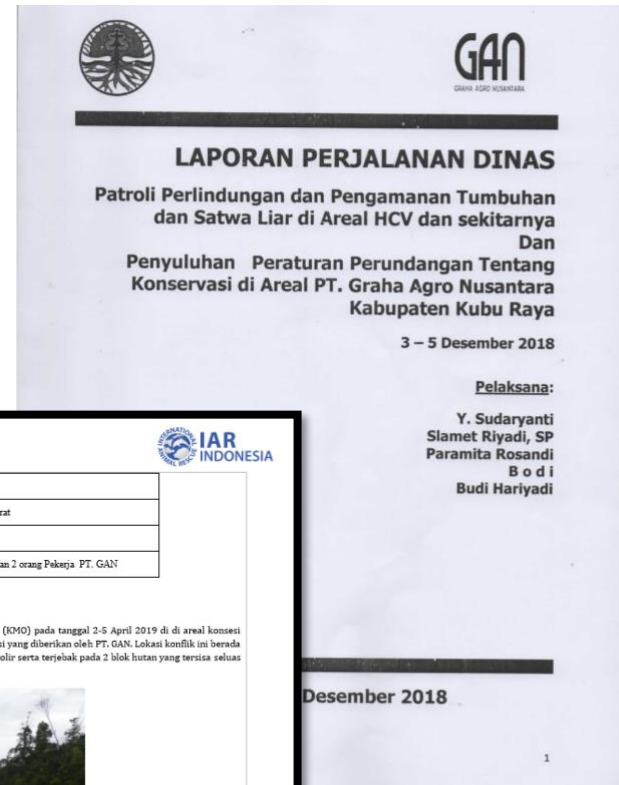 GAN
GRAHA AGRO NUSANTARA
LAPORAN PERJALANAN DINAS
Patroli Perlindungan dan Pengamanan Tumbuhan
dan Satwa Liar di Areal HCV dan sekitarnya
Dan
Penyuluhan Peraturan Perundangan Tentang
Konservasi di Areal PT. Graha Agro Nusantara
Kabupaten Kubu Raya
3 – 5 Desember 2018
Pelaksana:
Y. Sudaryanti
Slamet Riyadi, SP
Paramita Rosandi
B o d i
Budi Hariyadi
Desember 2018
1
INTERNATIONAL ANIMAL RESCUE
IAR
INDONESIA
rat
an 2 orang Pekerja PT. GAN
(KMO) pada tanggal 2-5 April 2019 di di areal konsesi
si yang diberikan oleh PT. GAN. Lokasi konflik ini berada
olir serta terjebak pada 2 blok hutan yang tersisa seluas